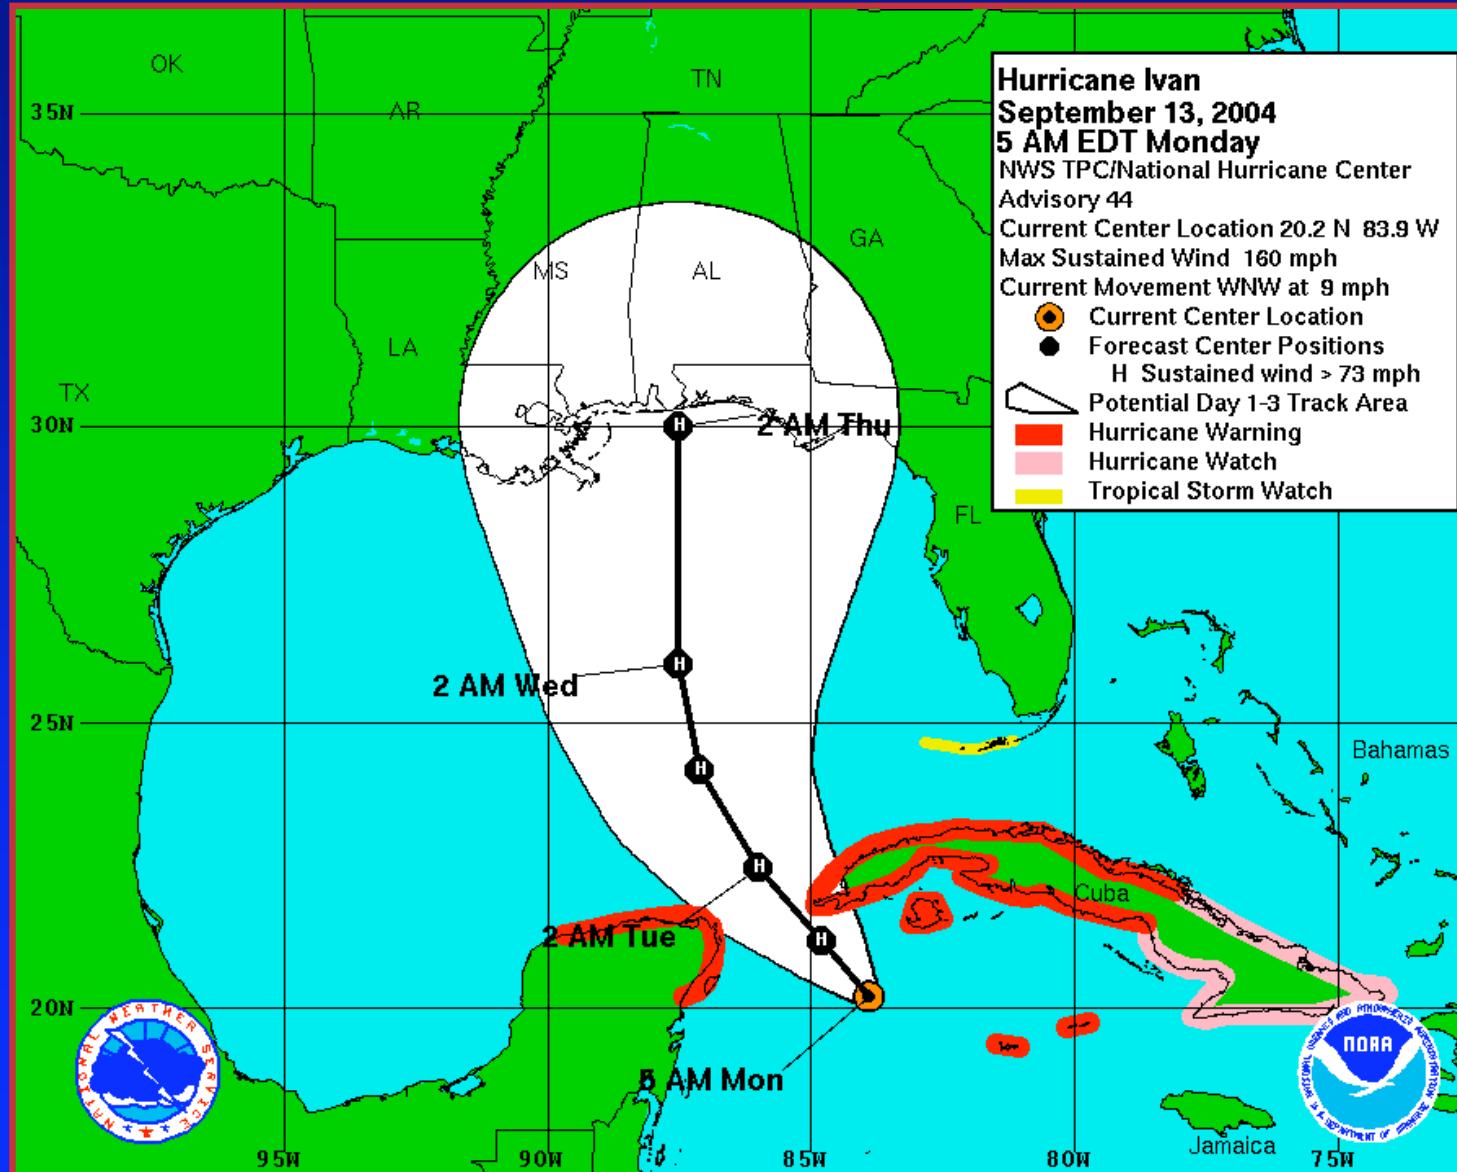 Hurricane Ivan
September 13, 2004
5 AM EDT Monday
NWS TPC/National Hurricane Center
Advisory 44
Current Center Location 20.2 N 83.9 W
Max Sustained Wind 160 mph
Current Movement WNW at 9 mph
Current Center Location
Forecast Center Positions
H Sustained wind > 73 mph
Potential Day 1-3 Track Area
Hurricane Warning
Hurricane Watch
Tropical Storm Watch
OK
TN
AR
35N
GA
MS
AL
LA
TX
30N
H
2 AM Thu
FL
H
2 AM Wed
25N
Bahamas
H
H
Cuba
2 AM Tue
H
20N
5 AM Mon
NATIONAL WEATHER SERVICE
NOAA
Jamaica
95W
90W
85W
80W
75W